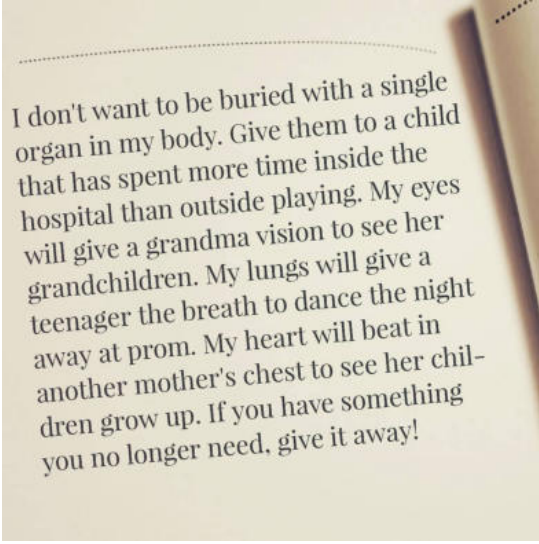 I don't want to be buried with a single
organ in my body. Give them to a child
that has spent more time inside the
hospital than outside playing. My eyes
will give a grandma vision to see her
grandchildren. My lungs will give a
teenager the breath to dance the night
away at prom. My heart will beat in
another mother's chest to see her chil-
dren grow up. If you have something
you no longer need, give it away!